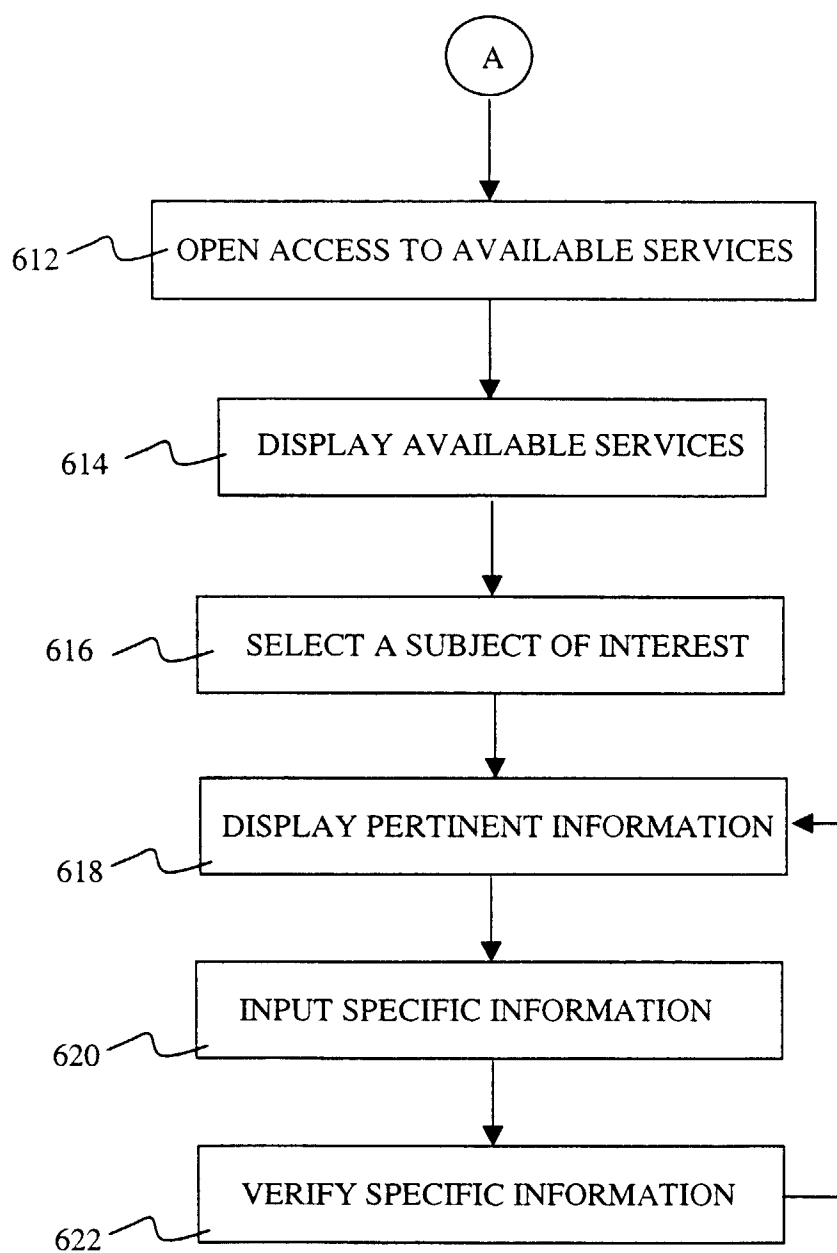 A
612
OPEN ACCESS TO AVAILABLE SERVICES
614
DISPLAY AVAILABLE SERVICES
616
SELECT A SUBJECT OF INTEREST
618
DISPLAY PERTINENT INFORMATION
620
INPUT SPECIFIC INFORMATION
622
VERIFY SPECIFIC INFORMATION